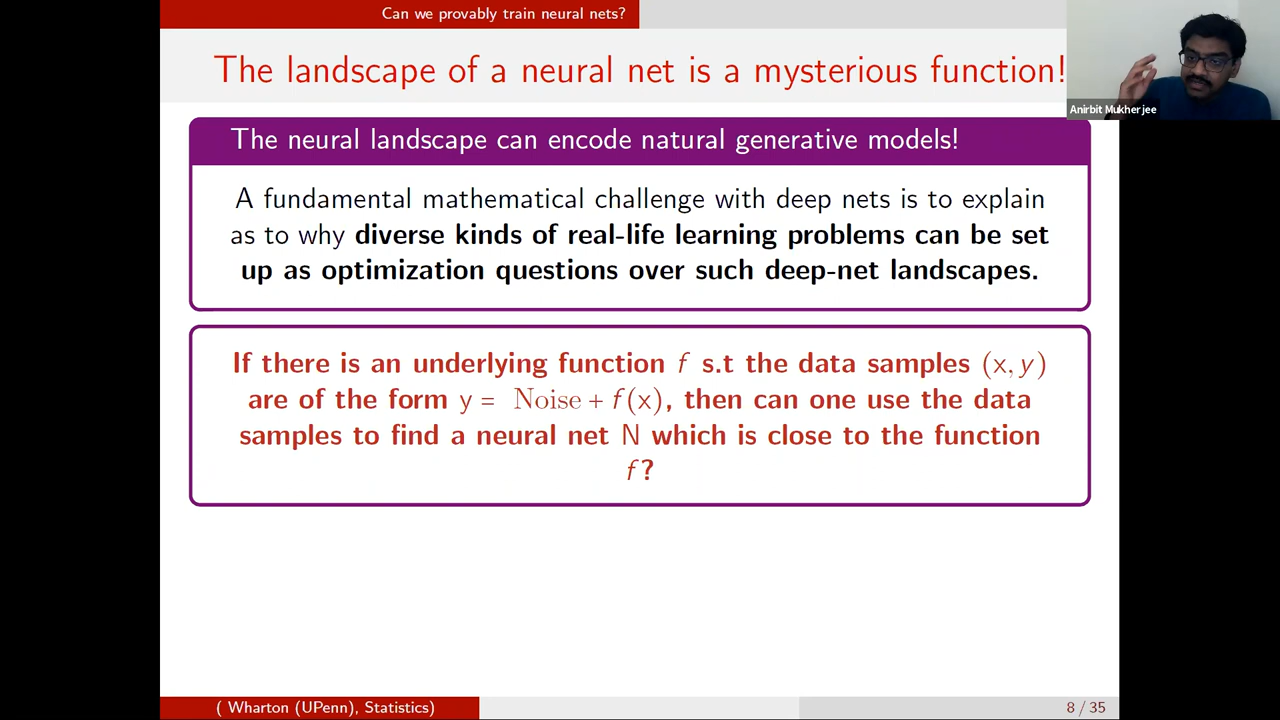 Can we provably train neural nets?
The landscape of a neural net is a mysterious function!
Anirbit Mukherjee
The neural landscape can encode natural generative models!
A fundamental mathematical challenge with deep nets is to explain
as to why diverse kinds of real-life learning problems can be set
up as optimization questions over such deep-net landscapes.
If there is an underlying function f s.t the data samples (x, y)
are of the form y = Noise + f(x), then can one use the data
samples to find a neural net N which is close to the function
f?
( Wharton (UPenn), Statistics)
8 / 35